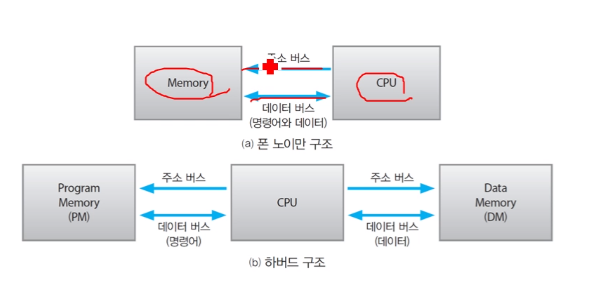 Memory
주소 버스
CPU
데이터 버스
(명령어와 데이터)
(a) 폰 노이만 구조
Program
Memory
(PM)
주소 버스
데이터 버스
(명령어)
CPU
주소 버스
데이터 버스
(데이터)
Data
Memory
(DM)
(b) 하버드 구조